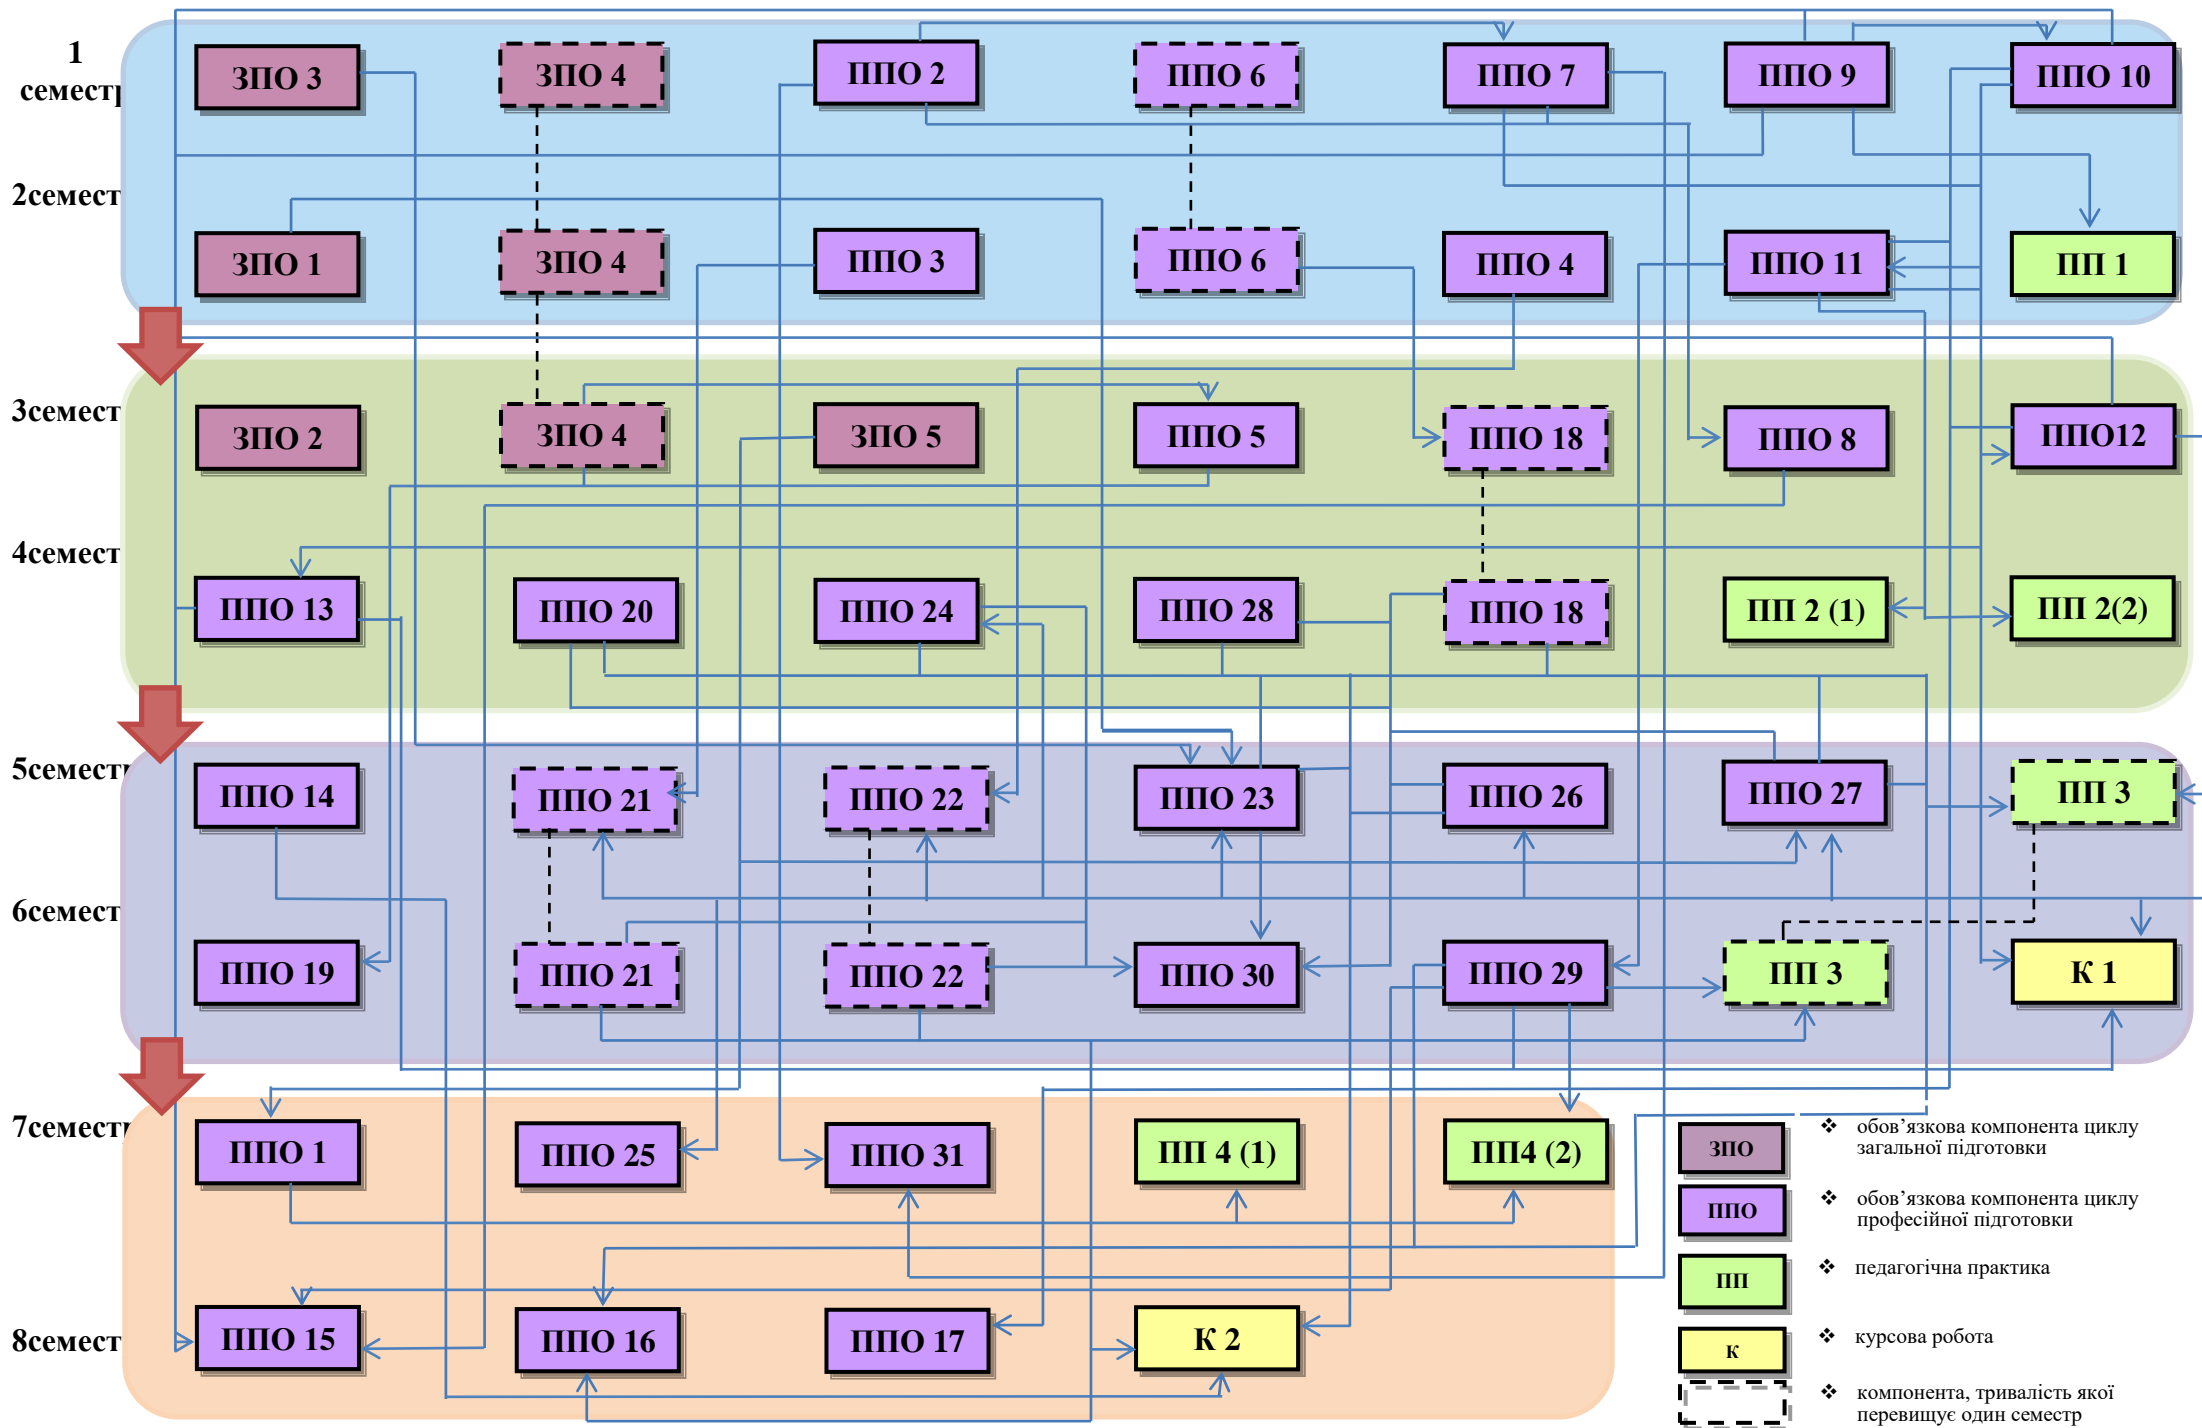 1
семестр
ЗПО 3
ЗПО 4
ППО 2
ППО 6
ППО 7
ППО 9
ППО 10
2семест
ЗПО 1
ЗПО 4
ППО 3
ППО 6
ППО 4
ППО 11
ПП 1
3семест
ЗПО 2
ЗПО 4
ЗПО 5
ППО 5
ППО 18
ППО 8
ППО12
4семест
ППО 13
ППО 20
ППО 24
ППО 28
ППО 18
ПП 2 (1)
ПП 2(2)
5семестр
ППО 14
ППО 21
ППО 22
ППО 23
ППО 26
ППО 27
ПП 3
6семест
ППО 19
ППО 21
ППО 22
ППО 30
ППО 29
ПП 3
К 1
7семестр
ППО 1
ППО 25
ППО 31
ПП 4 (1)
ПП4 (2)
8семест
ППО 15
ППО 16
ППО 17
К 2
ЗПО
❖ обов’язкова компонента циклу
загальної підготовки
ППО
❖ обов’язкова компонента циклу
професійної підготовки
ПП
❖ педагогічна практика
К
❖ курсова робота
❖ компонента, тривалість якої
перевищує один семестр